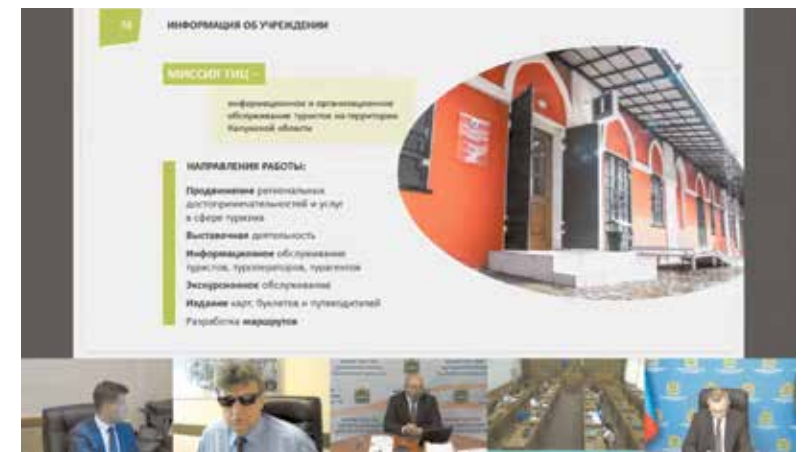 ИНФОРМАЦИЯ ОБ УЧРЕЖДЕНИИ
МИССИЯ ТИЦ –
информационное и организационное
обслуживание туристов на территории
Калужской области
НАПРАВЛЕНИЯ РАБОТЫ:
Продвижение региональных
достопримечательностей и услуг
в сфере туризма
Выставочная деятельность
Информационное обслуживание
туристов, туроператоров, турагентов
Экскурсионное обслуживание
Издание карт, буклетов и путеводителей
Разработка маршрутов